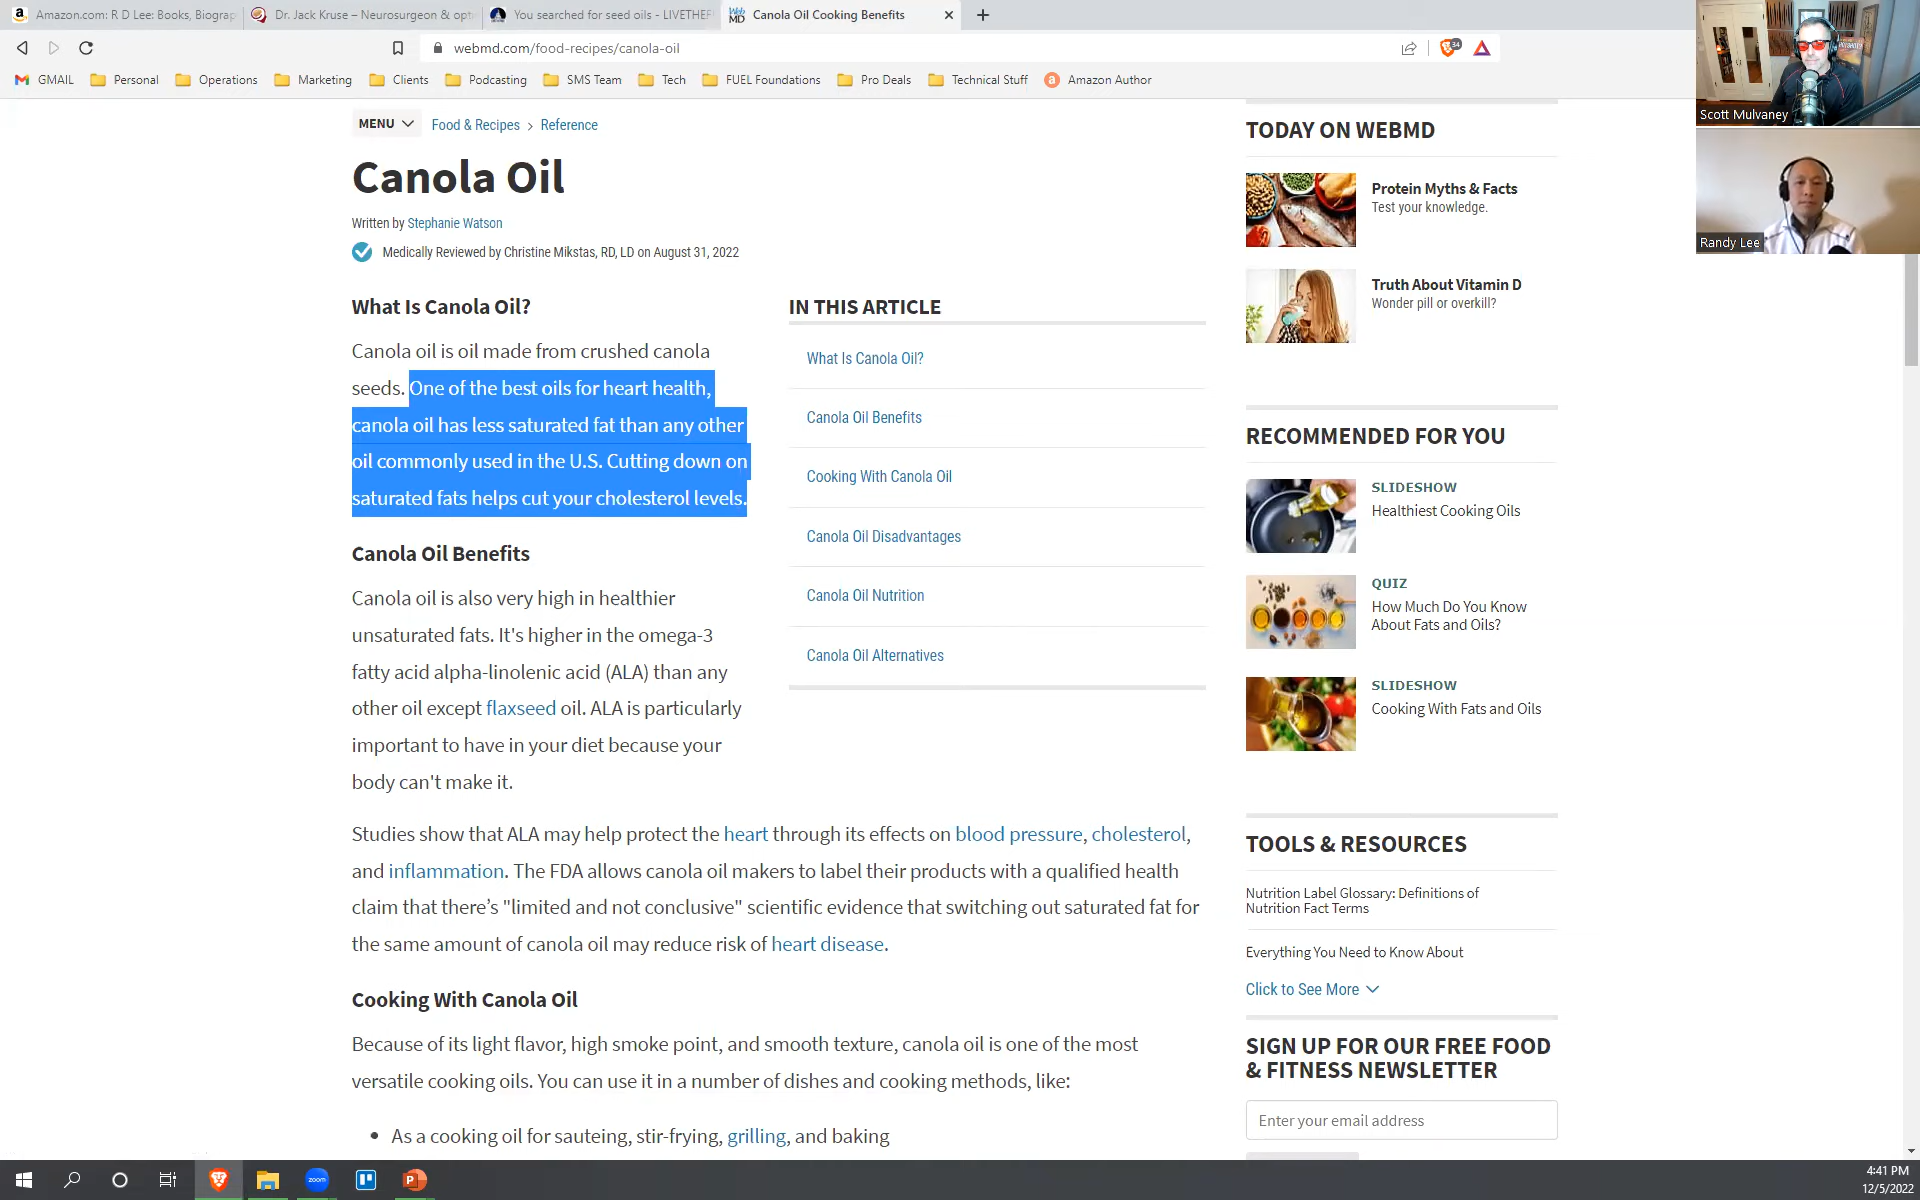 Amazon.com: R D Lee: Books, Biograp
Dr. Jack Kruse – Neurosurgeon & opt
You searched for seed oils - LIVETHEF
Canola Oil Cooking Benefits
webmd.com/food-recipes/canola-oil
34
GMAIL
Personal
Operations
Marketing
Clients
Podcasting
SMS Team
Tech
FUEL Foundations
Pro Deals
Technical Stuff
Amazon Author
Scott Mulvaney
Randy Lee
MENU
Food & Recipes > Reference
Canola Oil
Written by Stephanie Watson
Medically Reviewed by Christine Mikstas, RD, LD on August 31, 2022
What Is Canola Oil?
Canola oil is oil made from crushed canola
seeds. One of the best oils for heart health,
canola oil has less saturated fat than any other
oil commonly used in the U.S. Cutting down on
saturated fats helps cut your cholesterol levels.
IN THIS ARTICLE
What Is Canola Oil?
Canola Oil Benefits
Cooking With Canola Oil
Canola Oil Disadvantages
Canola Oil Nutrition
Canola Oil Alternatives
Canola Oil Benefits
Canola oil is also very high in healthier
unsaturated fats. It's higher in the omega-3
fatty acid alpha-linolenic acid (ALA) than any
other oil except flaxseed oil. ALA is particularly
important to have in your diet because your
body can't make it.
Studies show that ALA may help protect the heart through its effects on blood pressure, cholesterol,
and inflammation. The FDA allows canola oil makers to label their products with a qualified health
claim that there’s "limited and not conclusive" scientific evidence that switching out saturated fat for
the same amount of canola oil may reduce risk of heart disease.
Cooking With Canola Oil
Because of its light flavor, high smoke point, and smooth texture, canola oil is one of the most
versatile cooking oils. You can use it in a number of dishes and cooking methods, like:
• As a cooking oil for sauteing, stir-frying, grilling, and baking
TODAY ON WEBMD
Protein Myths & Facts
Test your knowledge.
Truth About Vitamin D
Wonder pill or overkill?
RECOMMENDED FOR YOU
SLIDESHOW
Healthiest Cooking Oils
QUIZ
How Much Do You Know
About Fats and Oils?
SLIDESHOW
Cooking With Fats and Oils
TOOLS & RESOURCES
Nutrition Label Glossary: Definitions of
Nutrition Fact Terms
Everything You Need to Know About
Click to See More
SIGN UP FOR OUR FREE FOOD
& FITNESS NEWSLETTER
Enter your email address
zoom
4:41 PM
12/5/2022